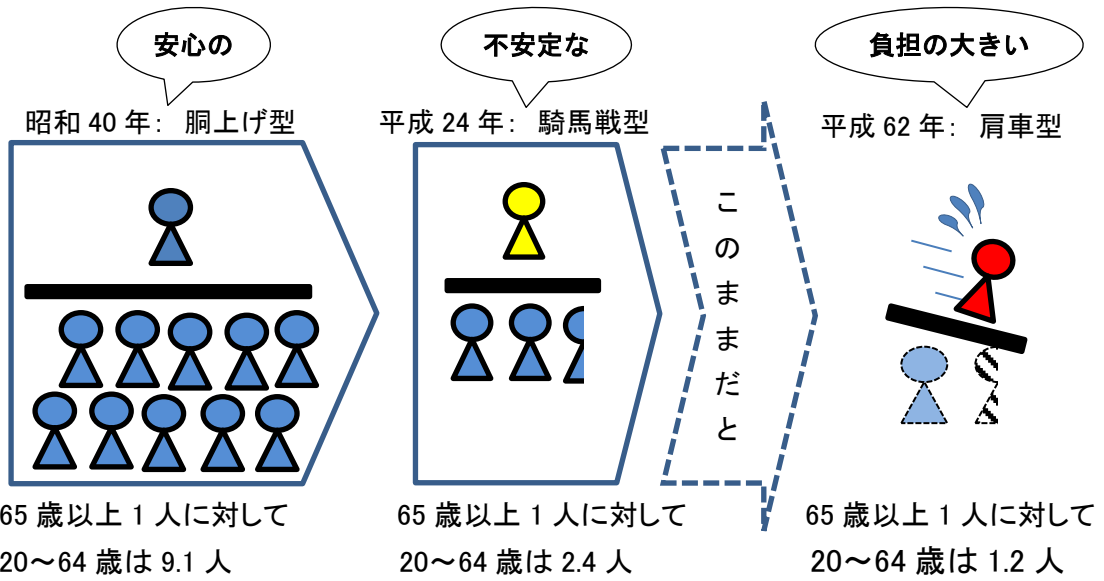 安心の
昭和 40 年： 胴上げ型
65 歳以上 1 人に対して
20～64 歳は 9.1 人
不安定な
平成 24 年： 騎馬戦型
65 歳以上 1 人に対して
20～64 歳は 2.4 人
このままだと
負担の大きい
平成 62 年： 肩車型
65 歳以上 1 人に対して
20～64 歳は 1.2 人